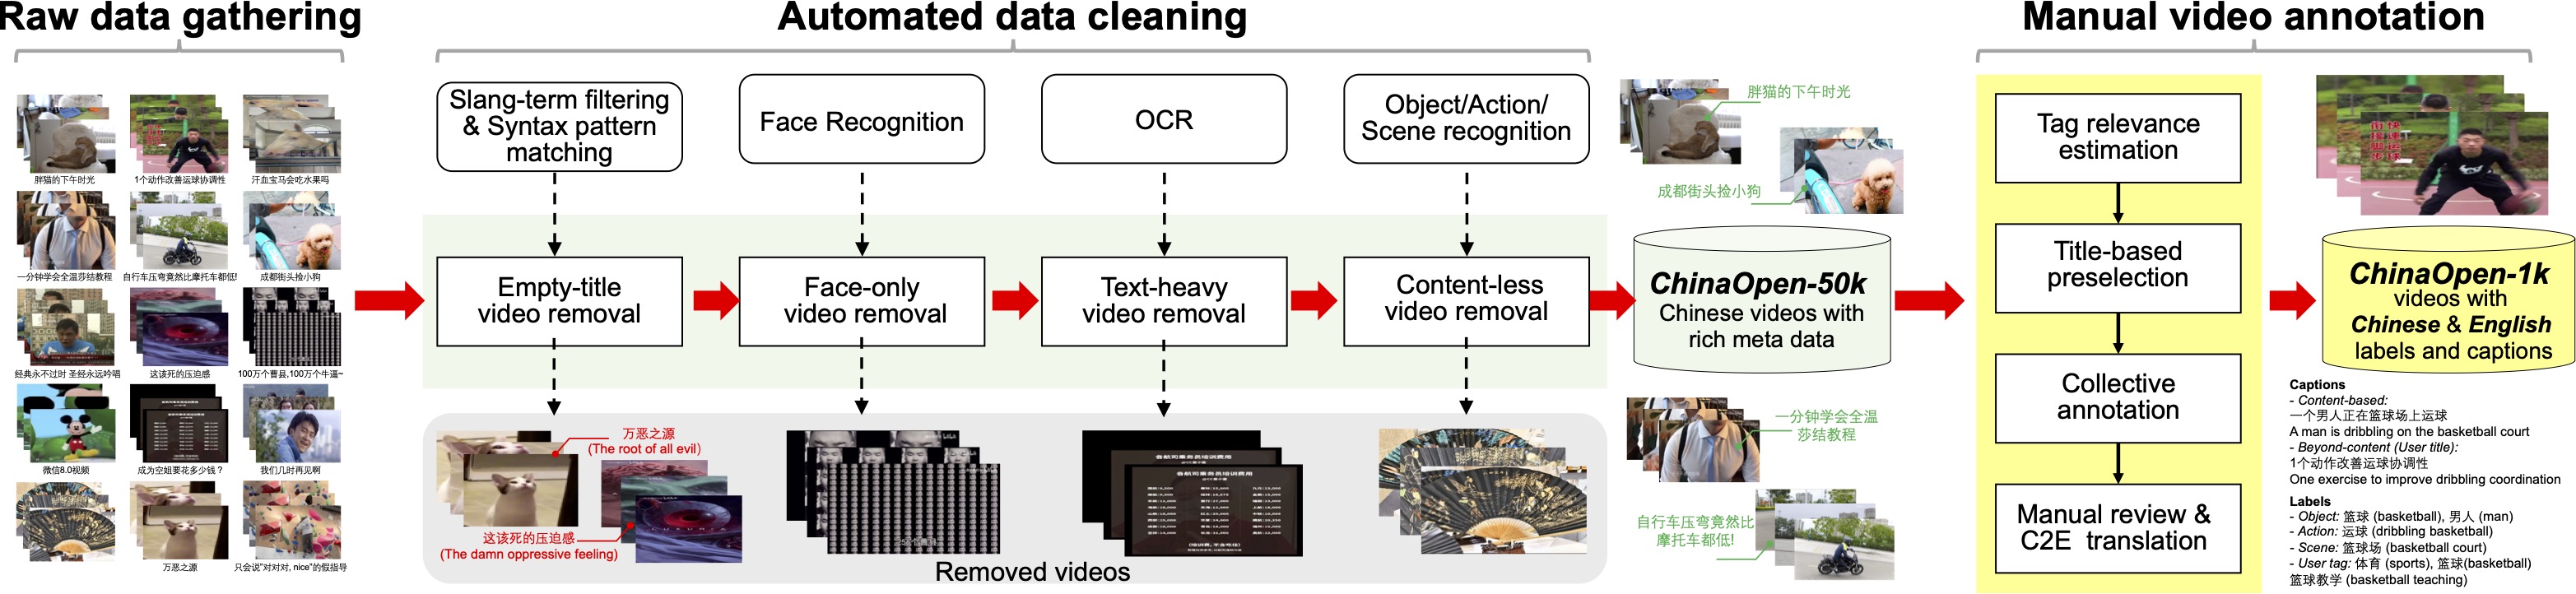 Raw data gathering
Automated data cleaning
Manual video annotation
胖猫的下午时光
1个动作改善运球协调性
汗血宝马会吃水果吗
一分钟学会全温莎结教程
自行车压弯竟然比摩托车都低!
成都街头捡小狗
经典永不过时 圣经永远吟唱
这该死的压迫感
100万个曹县,100万个牛逼~
微信8.0视频
成为空姐要花多少钱？
我们几时再见啊
万恶之源
只会说"对对对, nice"的假指导
Slang-term filtering
& Syntax pattern
matching
Face Recognition
OCR
Object/Action/
Scene recognition
Empty-title
video removal
Face-only
video removal
Text-heavy
video removal
Content-less
video removal
万恶之源
(The root of all evil)
这该死的压迫感
(The damn oppressive feeling)
各航司乘务员培训费用
Removed videos
胖猫的下午时光
成都街头捡小狗
ChinaOpen-50k
Chinese videos with
rich meta data
一分钟学会全温
莎结教程
自行车压弯竟然比
摩托车都低!
Tag relevance
estimation
Title-based
preselection
Collective
annotation
Manual review &
C2E translation
ChinaOpen-1k
videos with
Chinese & English
labels and captions
Captions
- Content-based:
一个男人正在篮球场上运球
A man is dribbling on the basketball court
- Beyond-content (User title):
1个动作改善运球协调性
One exercise to improve dribbling coordination
Labels
- Object: 篮球 (basketball), 男人 (man)
- Action: 运球 (dribbling basketball)
- Scene: 篮球场 (basketball court)
- User tag: 体育 (sports), 篮球(basketball)
篮球教学 (basketball teaching)